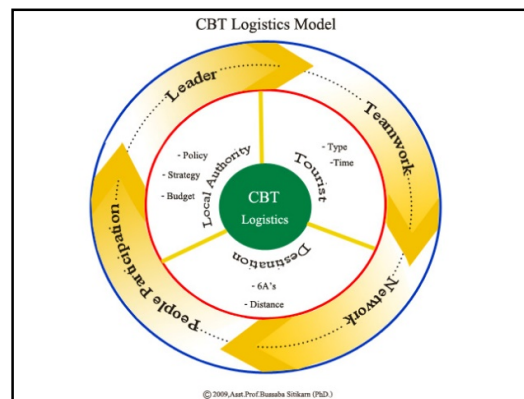 CBT Logistics Model
Leader
Teamwork
Network
People Participation
Local Authority
- Policy
- Strategy
- Budget
Tourist
- Type
-Time
CBT
Logistics
Destination
- 6A's
- Distance
© 2009,Asst.Prof.Busaba Sitikarn (PhD.)